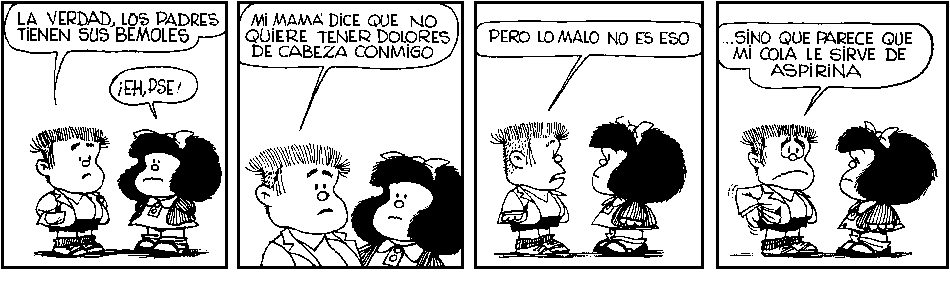 LA VERDAD, LOS PADRES
TIENEN SUS BEMOLES
¡EH, PSE!
MI MAMÁ DICE QUE NO
QUIERE TENER DOLORES
DE CABEZA CONMIGO
PERO LO MALO NO ES ESO
...SINO QUE PARECE QUE
MI COLA LE SIRVE DE
ASPIRINA